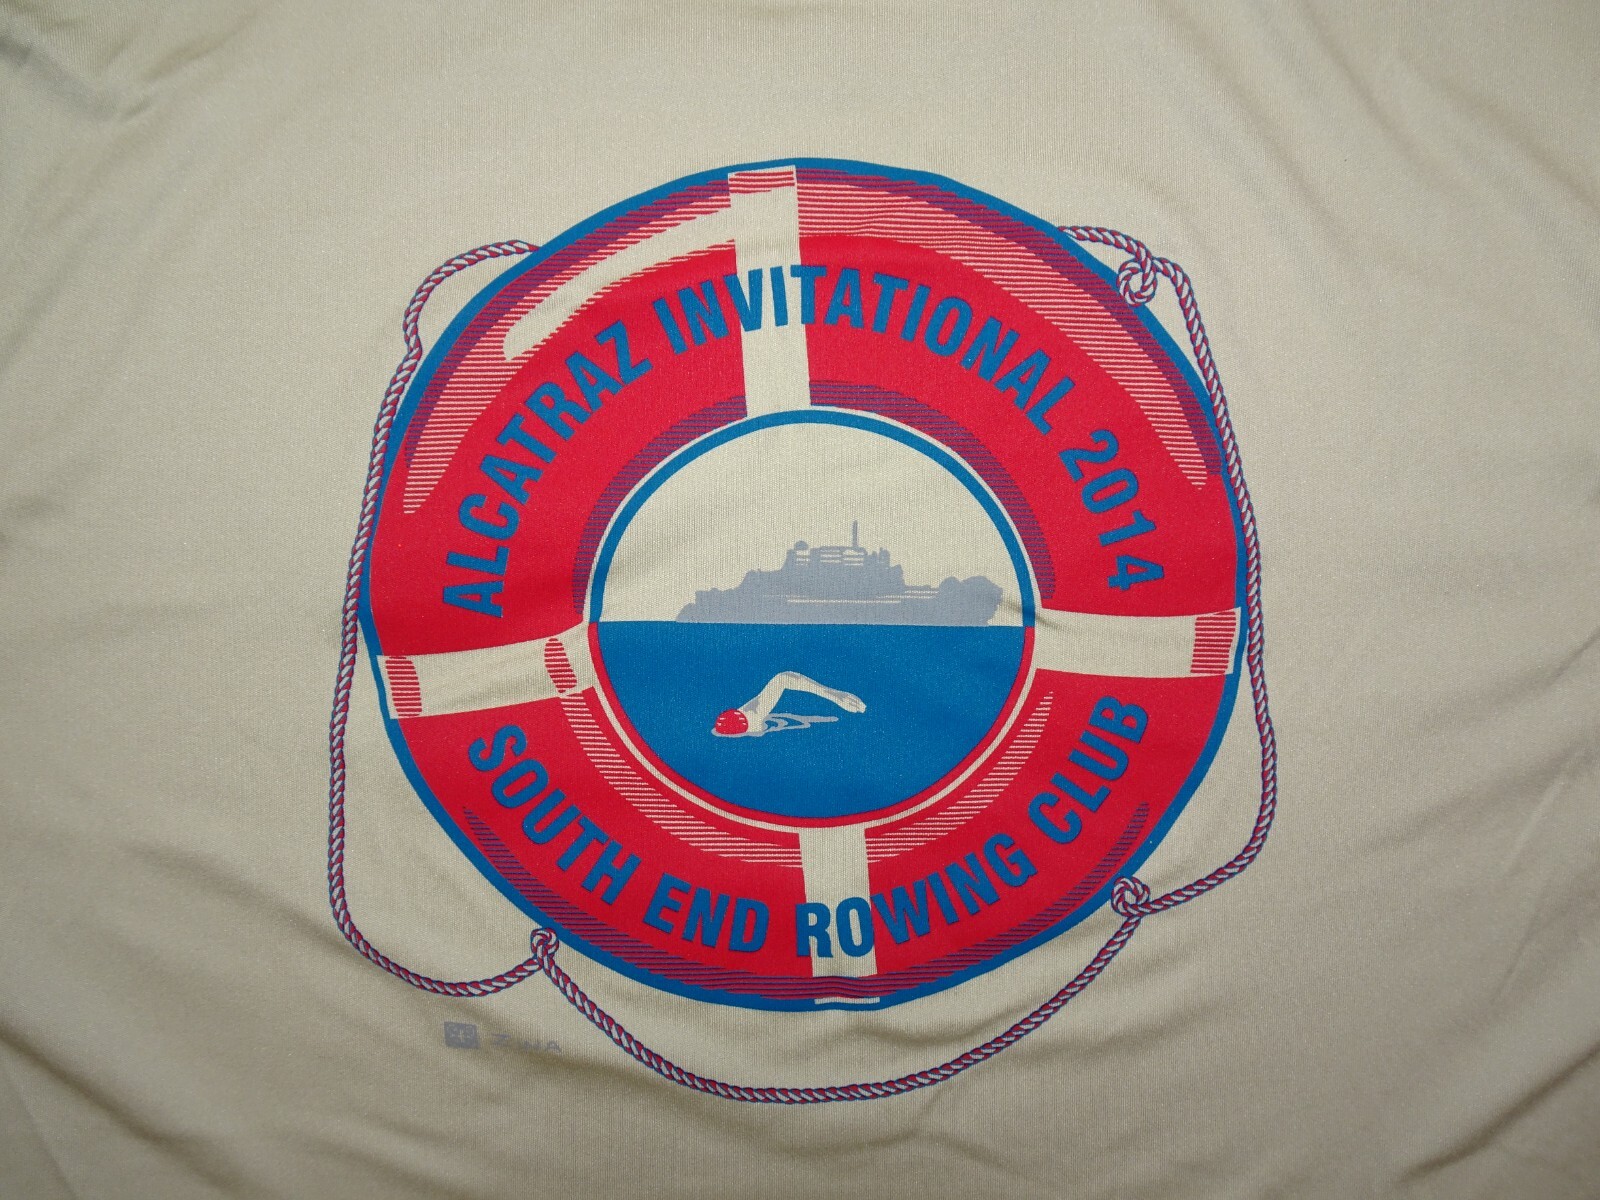 ALCATRAZ INVITATIONAL 2014
SOUTH END ROWING CLUB